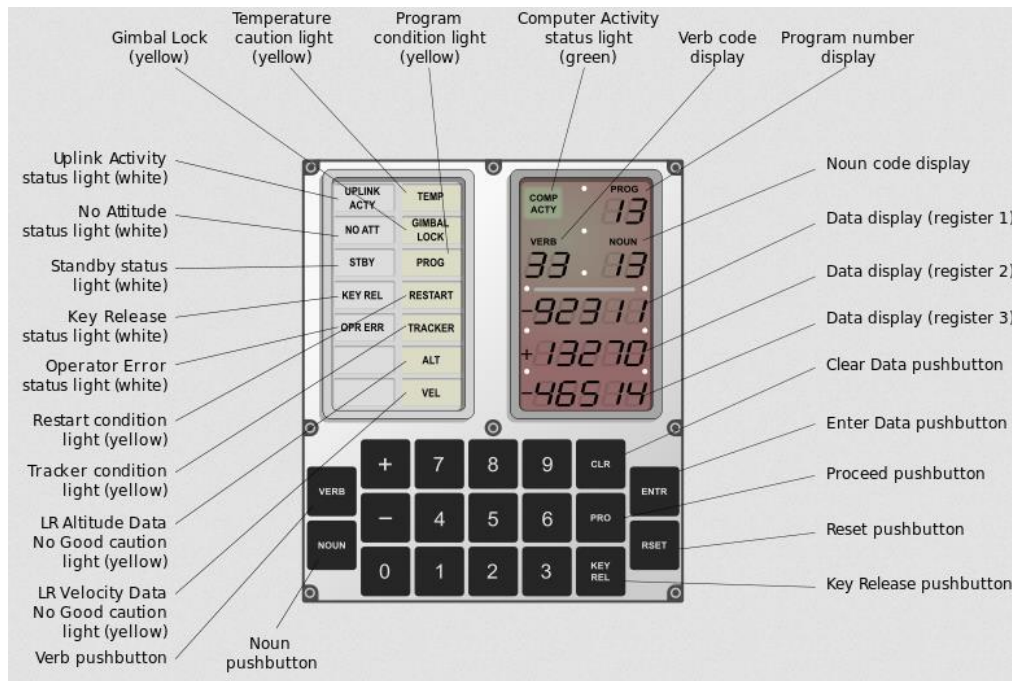 Gimbal Lock
(yellow)
Temperature
caution light
(yellow)
Program
condition light
(yellow)
Computer Activity
status light
(green)
Verb code
display
Program number
display
Uplink Activity
status light (white)
No Attitude
status light (white)
Standby status
light (white)
Key Release
status light (white)
Operator Error
status light (white)
Restart condition
light (yellow)
Tracker condition
light (yellow)
LR Altitude Data
No Good caution
light (yellow)
LR Velocity Data
No Good caution
light (yellow)
Verb pushbutton
Noun
pushbutton
UPLINK
ACTY
TEMP
NO ATT
GIMBAL
LOCK
STBY
PROG
KEY REL
RESTART
OPR ERR
TRACKER
ALT
VEL
COMP
ACTY
PROG
13
VERB
NOUN
33
13
-92311
+13270
-46514
Noun code display
Data display (register 1)
Data display (register 2)
Data display (register 3)
Clear Data pushbutton
Enter Data pushbutton
Proceed pushbutton
Reset pushbutton
Key Release pushbutton
VERB
NOUN
+ 7 8 9 CLR
− 4 5 6 PRO
0 1 2 3 KEY
REL
ENTR
RSET